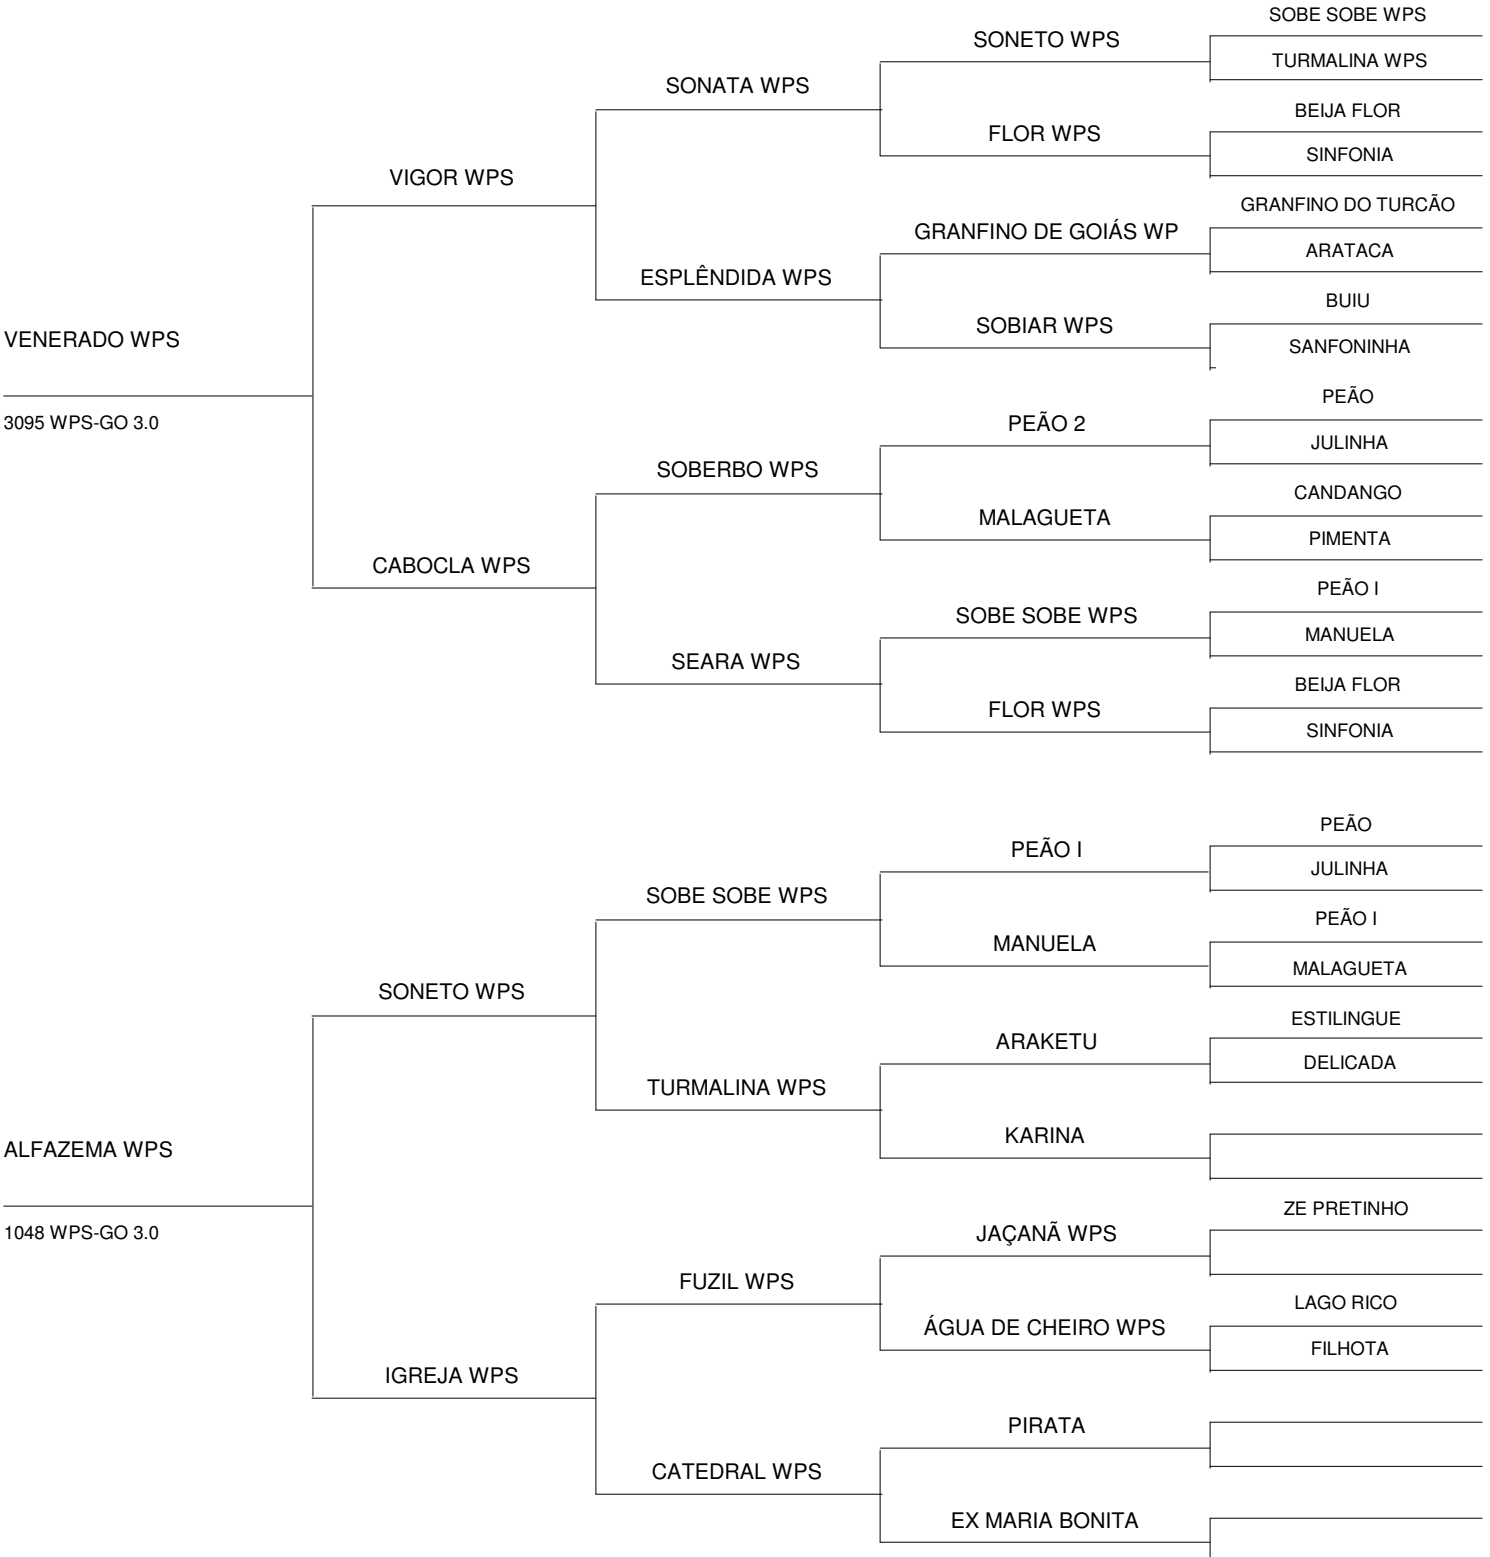 SOBE SOBE WPS
SONETO WPS
TURMALINA WPS
SONATA WPS
BEIJA FLOR
FLOR WPS
SINFONIA
VIGOR WPS
GRANFINO DO TURCÃO
GRANFINO DE GOIÁS WP
ARATACA
ESPLÊNDIDA WPS
BUIU
SOBIAR WPS
SANFONINHA
VENERADO WPS
3095 WPS-GO 3.0
PEÃO
PEÃO 2
JULINHA
SOBERBO WPS
CANDANGO
MALAGUETA
PIMENTA
CABOCLA WPS
PEÃO I
SOBE SOBE WPS
MANUELA
SEARA WPS
BEIJA FLOR
FLOR WPS
SINFONIA
PEÃO
PEÃO I
JULINHA
SOBE SOBE WPS
PEÃO I
MANUELA
MALAGUETA
SONETO WPS
ESTILINGUE
ARAKETU
DELICADA
TURMALINA WPS
KARINA
ALFAZEMA WPS
1048 WPS-GO 3.0
ZE PRETINHO
JAÇANÃ WPS
FUZIL WPS
LAGO RICO
ÁGUA DE CHEIRO WPS
FILHOTA
IGREJA WPS
PIRATA
CATEDRAL WPS
EX MARIA BONITA